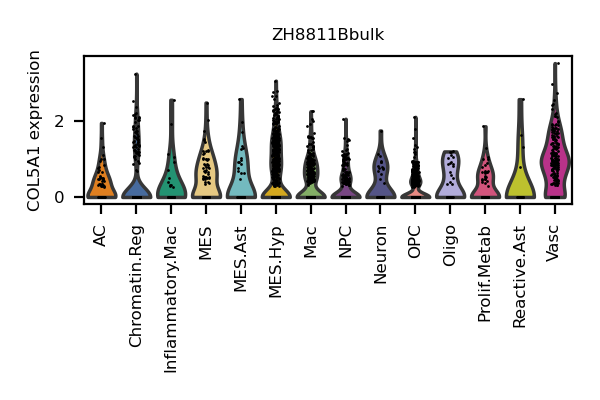 ZH8811Bbulk
COL5A1 expression
2
0
AC
Chromatin.Reg
Inflammatory.Mac
MES
MES.Ast
MES.Hyp
Mac
NPC
Neuron
OPC
Oligo
Prolif.Metab
Reactive.Ast
Vasc